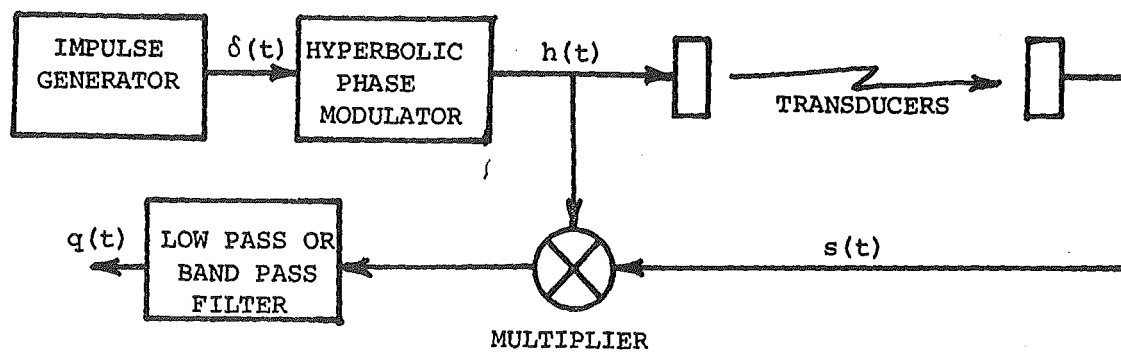 IMPULSE
GENERATOR
δ(t)
HYPERBOLIC
PHASE
MODULATOR
h(t)
TRANSDUCERS
q(t)
LOW PASS OR
BAND PASS
FILTER
s(t)
MULTIPLIER